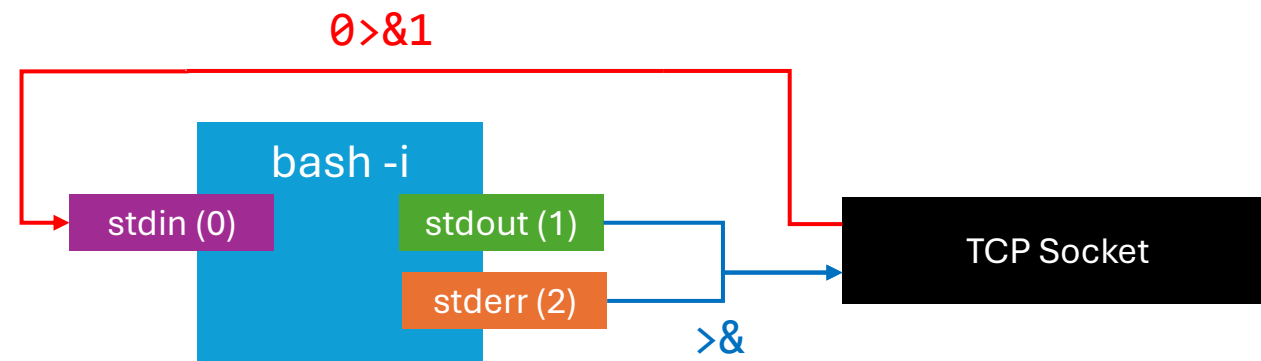 0>&1
bash -i
stdin (0)
stdout (1)
TCP Socket
stderr (2)
>&